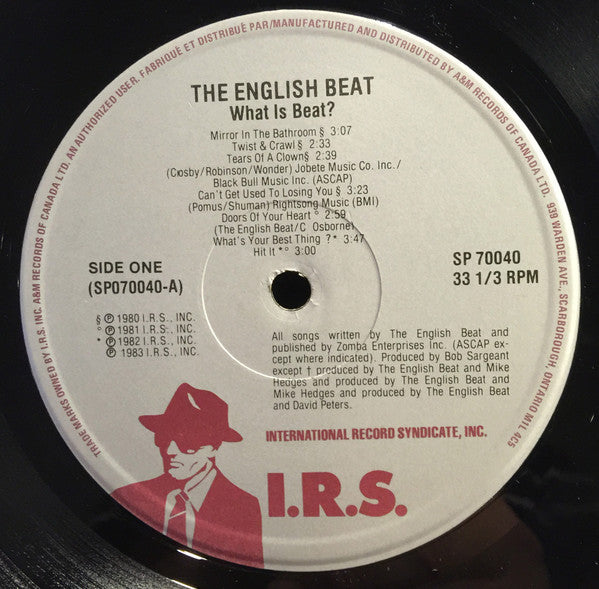 TRADE MARKS OWNED BY I.R.S. INC. A&M RECORDS OF CANADA LTD. AN AUTHORIZED USER. FABRIQUÉ ET DISTRIBUÉ PAR/MANUFACTURED AND DISTRIBUTED BY A&M RECORDS OF CANADA LTD. 939 WARDEN AVE., SCARBOROUGH, ONTARIO M1L 4C5
THE ENGLISH BEAT
What Is Beat?
Mirror In The Bathroom § 3:07
Twist & Crawl § 2:33
Tears Of A Clown§ 2:39
(Cosby/Robinson/Wonder) Jobete Music Co. Inc./
Black Bull Music Inc. (ASCAP)
Can't Get Used To Losing You § 3:23
(Pomus/Shuman) Rightsong Music (BMI)
Doors Of Your Heart ° 2:59
(The English Beat/C Osborne)
What's Your Best Thing ?* 3:47
Hit It *° 3:00
SIDE ONE
(SP070040-A)
SP 70040
33 1/3 RPM
§ ℗ 1980 I.R.S., INC.
° ℗ 1981 I.R.S., INC.
* ℗ 1982 I.R.S., INC.
℗ 1983 I.R.S., INC.
All songs written by The English Beat and
published by Zomba Enterprises Inc. (ASCAP ex-
cept where indicated). Produced by Bob Sargeant
except † produced by The English Beat and Mike
Hedges and produced by The English Beat and
Mike Hedges and produced by The English Beat
and David Peters.
INTERNATIONAL RECORD SYNDICATE, INC.
I.R.S.